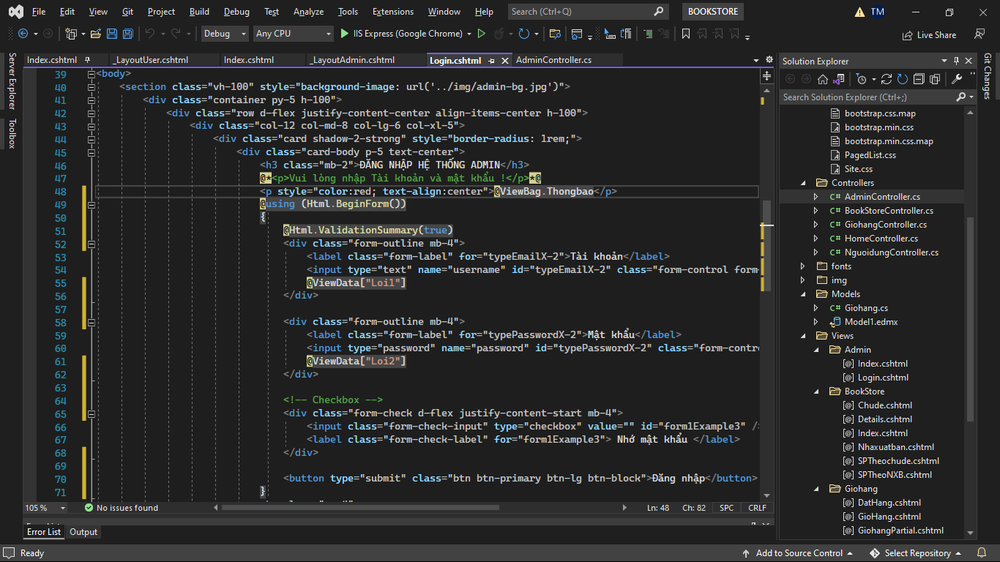 File Edit View Git Project Build Debug Test Analyze Tools Extensions Window Help Search (Ctrl+Q) BOOKSTORE TM
Debug Any CPU IIS Express (Google Chrome) Live Share
Index.cshtml _LayoutUser.cshtml Index.cshtml _LayoutAdmin.cshtml Login.cshtml AdminController.cs
Server Explorer
Toolbox
39 <body>
40 <section class="vh-100" style="background-image: url('../img/admin-bg.jpg')">
41 <div class="container py-5 h-100">
42 <div class="row d-flex justify-content-center align-items-center h-100">
43 <div class="col-12 col-md-8 col-lg-6 col-xl-5">
44 <div class="card shadow-2-strong" style="border-radius: 1rem;">
45 <div class="card-body p-5 text-center">
46 <h3 class="mb-2">ĐĂNG NHẬP HỆ THỐNG ADMIN</h3>
47 @*<p>Vui lòng nhập Tài khoản và mật khẩu !</p>*@
48 <p style="color:red; text-align:center">@ViewBag.Thongbao</p>
49 @using (Html.BeginForm())
50 {
51 @Html.ValidationSummary(true)
52 <div class="form-outline mb-4">
53 <label class="form-label" for="typeEmailX-2">Tài khoản</label>
54 <input type="text" name="username" id="typeEmailX-2" class="form-control form-
55 @ViewData["Loi1"]
56 </div>
57
58 <div class="form-outline mb-4">
59 <label class="form-label" for="typePasswordX-2">Mật khẩu</label>
60 <input type="password" name="password" id="typePasswordX-2" class="form-contro
61 @ViewData["Loi2"]
62 </div>
63
64 <!-- Checkbox -->
65 <div class="form-check d-flex justify-content-start mb-4">
66 <input class="form-check-input" type="checkbox" value="" id="form1Example3" />
67 <label class="form-check-label" for="form1Example3"> Nhớ mật khẩu </label>
68 </div>
69
70 <button type="submit" class="btn btn-primary btn-lg btn-block">Đăng nhập</button>
71 }
105 % No issues found Ln: 48 Ch: 82 SPC CRLF
Error List Output
Solution Explorer
Search Solution Explorer (Ctrl+;)
bootstrap.css.map
bootstrap.min.css
bootstrap.min.css.map
PagedList.css
Site.css
Controllers
C# AdminController.cs
C# BookStoreController.cs
C# GiohangController.cs
C# HomeController.cs
C# NguoidungController.cs
fonts
img
Models
C# Giohang.cs
Model1.edmx
Views
Admin
[@] Index.cshtml
[@] Login.cshtml
BookStore
[@] Chude.cshtml
[@] Details.cshtml
[@] Index.cshtml
[@] Nhaxuatban.cshtml
[@] SPTheochude.cshtml
[@] SPTheoNXB.cshtml
Giohang
[@] DatHang.cshtml
[@] GioHang.cshtml
[@] GiohangPartial.cshtml
Git Changes
Ready Add to Source Control Select Repository